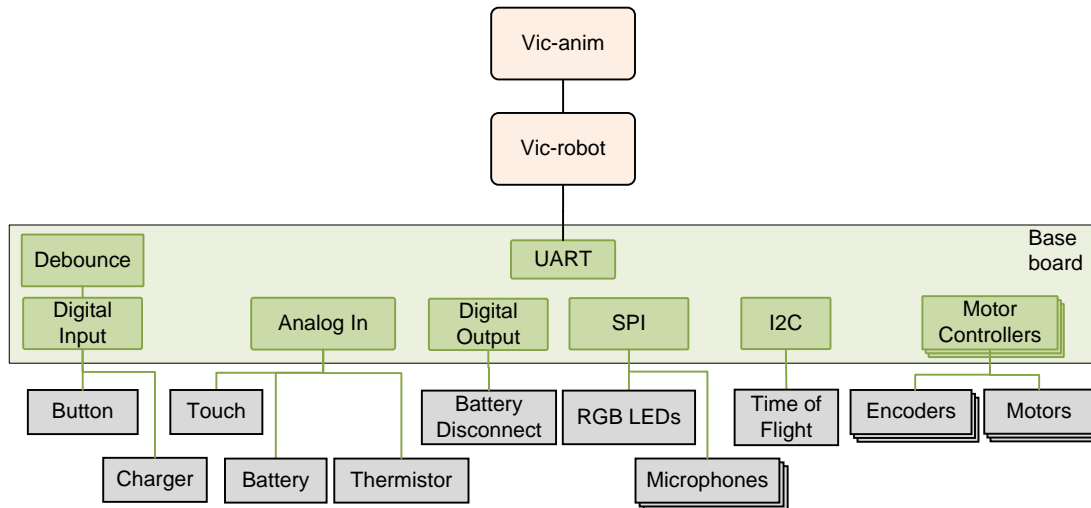 Vic-anim
Vic-robot
Base
board
Debounce
UART
Digital
Input
Analog In
Digital
Output
SPI
I2C
Motor
Controllers
Button
Touch
Battery
Disconnect
RGB LEDs
Time of
Flight
Encoders
Motors
Charger
Battery
Thermistor
Microphones